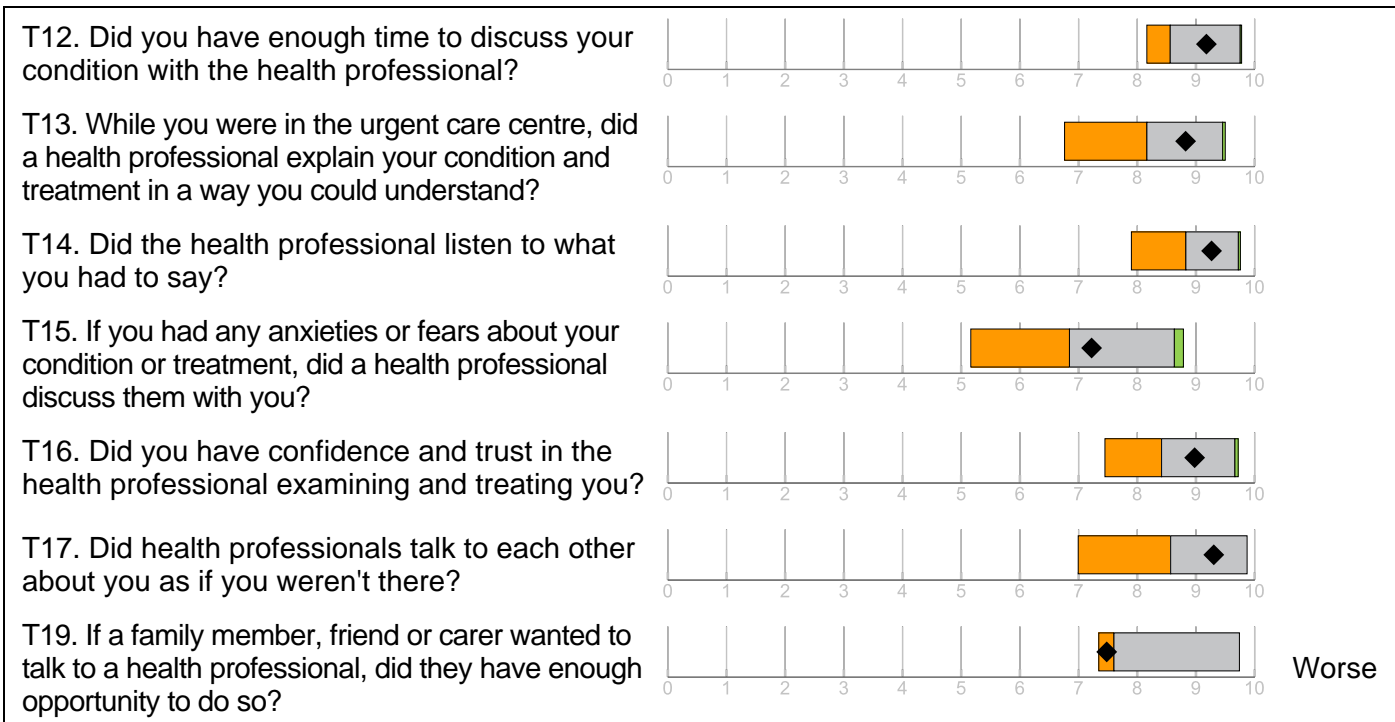 T12. Did you have enough time to discuss your
condition with the health professional?
0 1 2 3 4 5 6 7 8 9 10
T13. While you were in the urgent care centre, did
a health professional explain your condition and
treatment in a way you could understand?
0 1 2 3 4 5 6 7 8 9 10
T14. Did the health professional listen to what
you had to say?
0 1 2 3 4 5 6 7 8 9 10
T15. If you had any anxieties or fears about your
condition or treatment, did a health professional
discuss them with you?
0 1 2 3 4 5 6 7 8 9 10
T16. Did you have confidence and trust in the
health professional examining and treating you?
0 1 2 3 4 5 6 7 8 9 10
T17. Did health professionals talk to each other
about you as if you weren't there?
0 1 2 3 4 5 6 7 8 9 10
T19. If a family member, friend or carer wanted to
talk to a health professional, did they have enough
opportunity to do so?
0 1 2 3 4 5 6 7 8 9 10
Worse